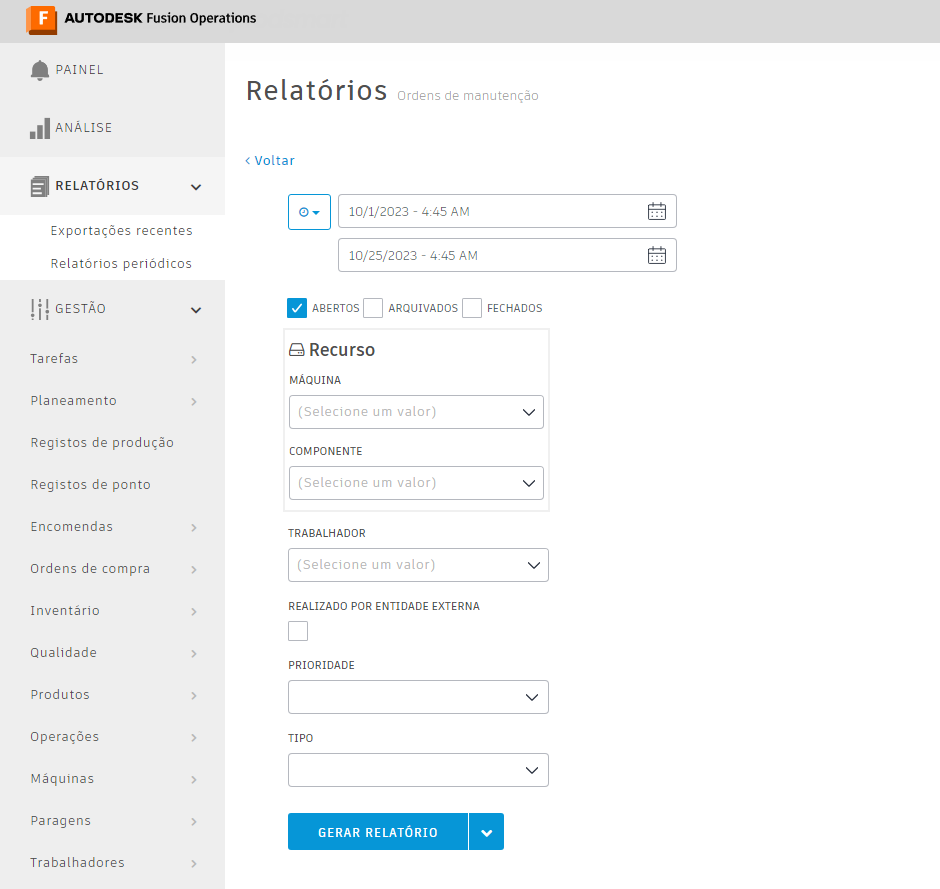 F AUTODESK Fusion Operations
PAINEL
ANÁLISE
RELATÓRIOS
Exportações recentes
Relatórios periódicos
GESTÃO
Tarefas
Planeamento
Registos de produção
Registos de ponto
Encomendas
Ordens de compra
Inventário
Qualidade
Produtos
Operações
Máquinas
Paragens
Trabalhadores
Relatórios Ordens de manutenção
‹ Voltar
10/1/2023 - 4:45 AM
10/25/2023 - 4:45 AM
ABERTOS ARQUIVADOS FECHADOS
Recurso
MÁQUINA
(Selecione um valor)
COMPONENTE
(Selecione um valor)
TRABALHADOR
(Selecione um valor)
REALIZADO POR ENTIDADE EXTERNA
PRIORIDADE
TIPO
GERAR RELATÓRIO